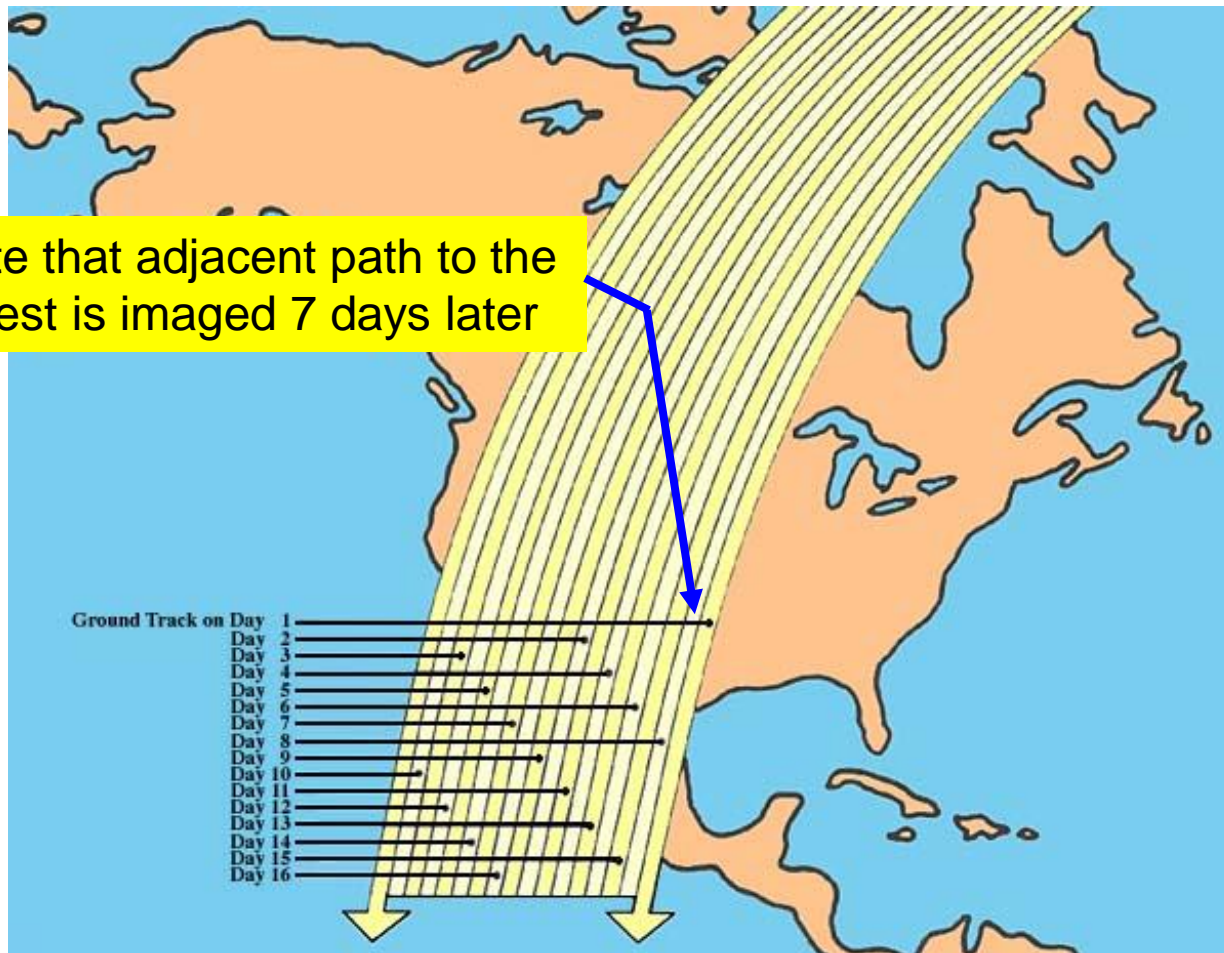 te that adjacent path to the
est is imaged 7 days later
Ground Track on Day 1
Day 2
Day 3
Day 4
Day 5
Day 6
Day 7
Day 8
Day 9
Day 10
Day 11
Day 12
Day 13
Day 14
Day 15
Day 16